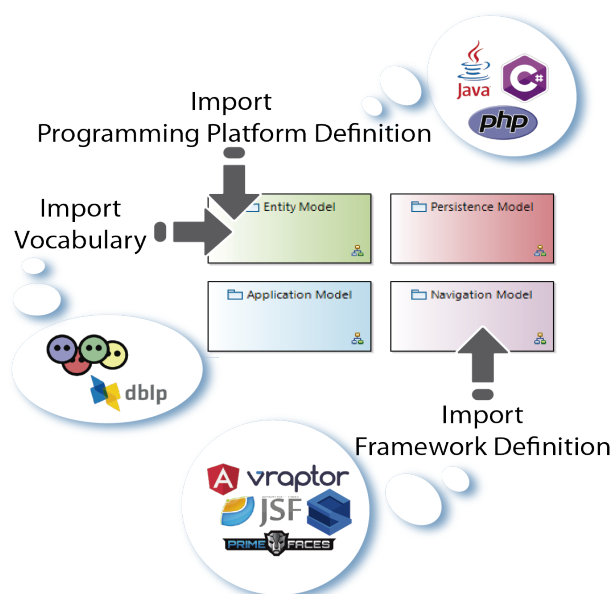 Java
C#
php
Import
Programming Platform Definition
Import
Vocabulary
Entity Model
Persistence Model
Application Model
Navigation Model
dblp
Import
Framework Definition
A vraptor
JSF
PRIME FACES